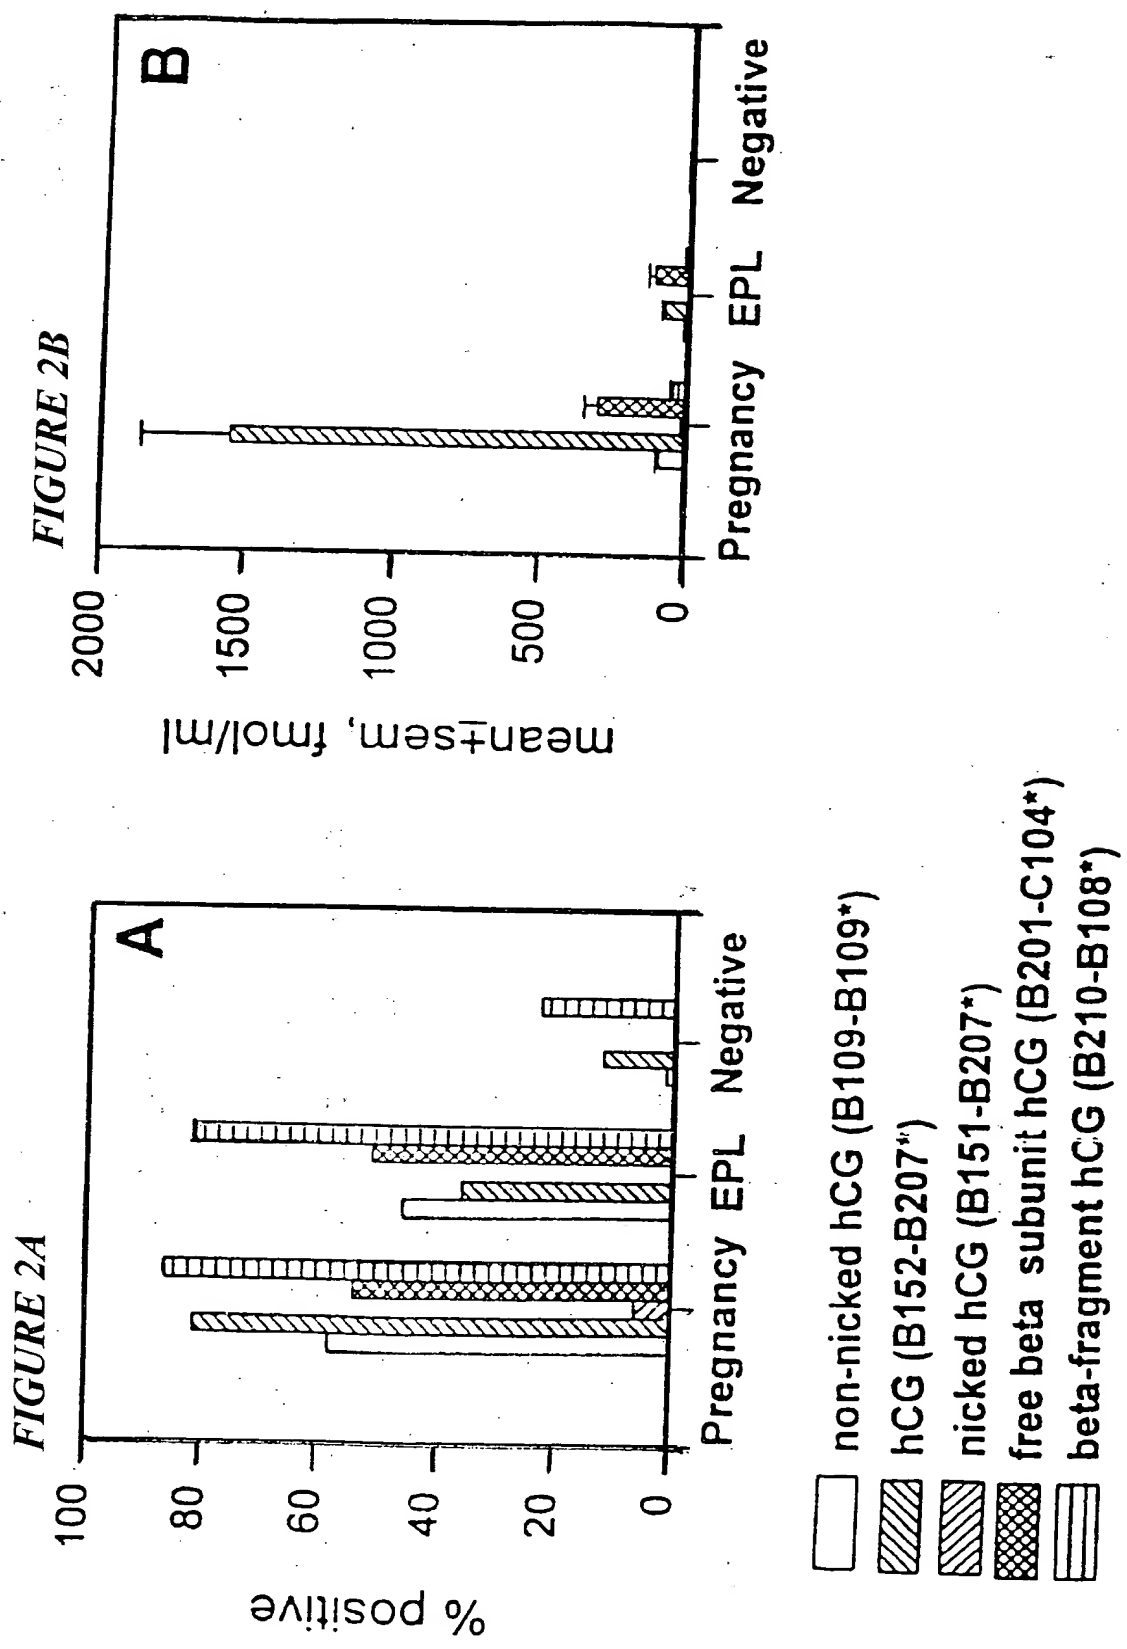 FIGURE 2A
A
100
80
60
40
20
0
% positive
Pregnancy EPL Negative
FIGURE 2B
B
2000
1500
1000
500
0
mean±sem, fmol/ml
Pregnancy EPL Negative
non-nicked hCG (B109-B109*)
hCG (B152-B207*)
nicked hCG (B151-B207*)
free beta subunit hCG (B201-C104*)
beta-fragment hCG (B210-B108*)